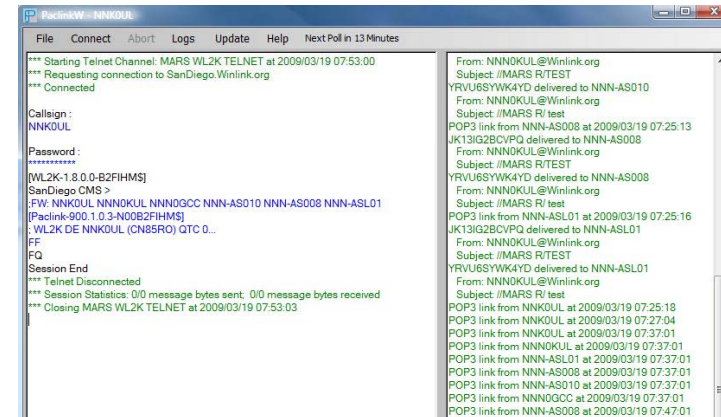 PaclinkW - NNK0UL
File Connect Abort Logs Update Help Next Poll in 13 Minutes
*** Starting Telnet Channel: MARS WL2K TELNET at 2009/03/19 07:53:00
*** Requesting connection to SanDiego.Winlink.org
*** Connected
Callsign :
NNK0UL
Password :
***********
[WL2K-1.8.0.0-B2FIHM$]
SanDiego CMS >
;FW: NNK0UL NNN0KUL NNN0GCC NNN-AS010 NNN-AS008 NNN-ASL01
[Paclink-900.1.0.3-N00B2FIHM$]
; WL2K DE NNK0UL (CN85RO) QTC 0...
FF
FQ
Session End
*** Telnet Disconnected
*** Session Statistics: 0/0 message bytes sent; 0/0 message bytes received
*** Closing MARS WL2K TELNET at 2009/03/19 07:53:03
From: NNN0KUL@Winlink.org
Subject: //MARS R/TEST
YRVU6SYWK4YD delivered to NNN-AS010
From: NNN0KUL@Winlink.org
Subject: //MARS R/ test
POP3 link from NNN-AS008 at 2009/03/19 07:25:13
JK13IG2BCVPQ delivered to NNN-AS008
From: NNN0KUL@Winlink.org
Subject: //MARS R/TEST
YRVU6SYWK4YD delivered to NNN-AS008
From: NNN0KUL@Winlink.org
Subject: //MARS R/ test
POP3 link from NNN-ASL01 at 2009/03/19 07:25:16
JK13IG2BCVPQ delivered to NNN-ASL01
From: NNN0KUL@Winlink.org
Subject: //MARS R/TEST
YRVU6SYWK4YD delivered to NNN-ASL01
From: NNN0KUL@Winlink.org
Subject: //MARS R/ test
POP3 link from NNK0UL at 2009/03/19 07:25:18
POP3 link from NNK0UL at 2009/03/19 07:27:04
POP3 link from NNK0UL at 2009/03/19 07:37:01
POP3 link from NNN0KUL at 2009/03/19 07:37:01
POP3 link from NNN-ASL01 at 2009/03/19 07:37:01
POP3 link from NNN-AS008 at 2009/03/19 07:37:01
POP3 link from NNN-AS010 at 2009/03/19 07:37:01
POP3 link from NNN0GCC at 2009/03/19 07:37:01
POP3 link from NNN-AS008 at 2009/03/19 07:47:01